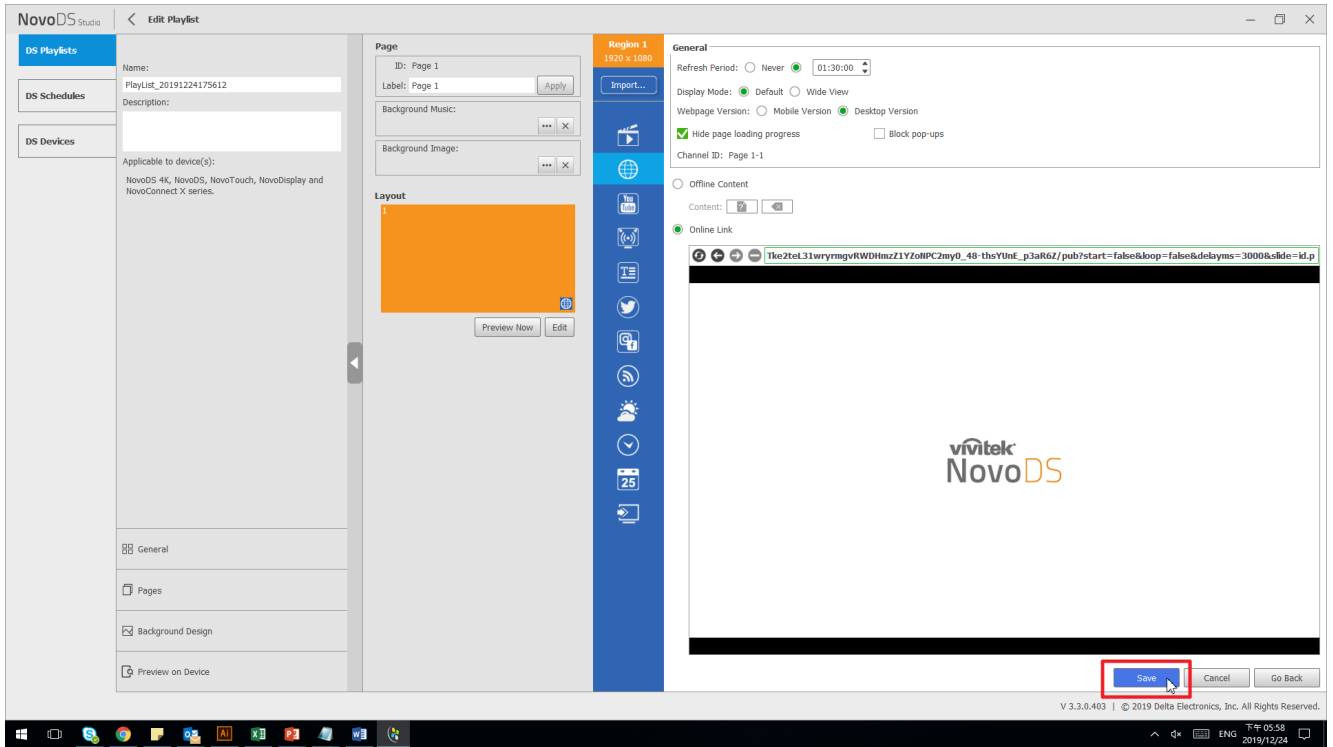 NovoDS Studio
Edit Playlist
DS Playlists
DS Schedules
DS Devices
Name:
PlayList_20191224175612
Description:
Applicable to device(s):
NovoDS 4K, NovoDS, NovoTouch, NovoDisplay and
NovoConnect X series.
General
Pages
Background Design
Preview on Device
Page
ID: Page 1
Label: Page 1
Apply
Background Music:
Background Image:
Layout
1
Preview Now
Edit
Region 1
1920 x 1080
Import...
You
Tube
T
25
General
Refresh Period: Never 01:30:00
Display Mode: Default Wide View
Webpage Version: Mobile Version Desktop Version
Hide page loading progress Block pop-ups
Channel ID: Page 1-1
Offline Content
Content:
Online Link
Tke2teL31wryrmgvRWDHmzZ1YZoNPC2my0_48-thsYUnE_p3aR6Z/pub?start=false&loop=false&delayms=3000&slide=id.p
vivitek
NovoDS
Save Cancel Go Back
V 3.3.0.403 | © 2019 Delta Electronics, Inc. All Rights Reserved.
ENG
下午 05:58
2019/12/24